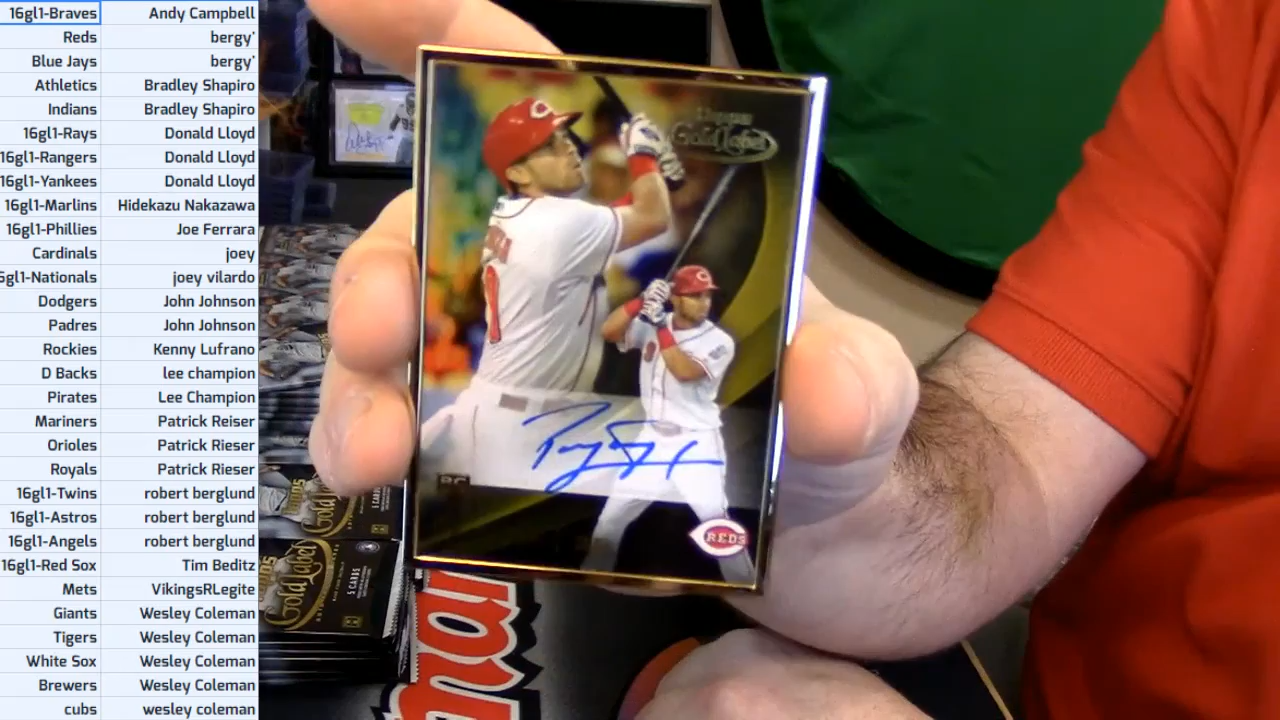 16gl1-Braves Andy Campbell
Reds bergy'
Blue Jays bergy'
Athletics Bradley Shapiro
Indians Bradley Shapiro
16gl1-Rays Donald Lloyd
16gl1-Rangers Donald Lloyd
16gl1-Yankees Donald Lloyd
16gl1-Marlins Hidekazu Nakazawa
16gl1-Phillies Joe Ferrara
Cardinals joey
6gl1-Nationals joey vilardo
Dodgers John Johnson
Padres John Johnson
Rockies Kenny Lufrano
D Backs lee champion
Pirates Lee Champion
Mariners Patrick Reiser
Orioles Patrick Rieser
Royals Patrick Rieser
16gl1-Twins robert berglund
16gl1-Astros robert berglund
16gl1-Angels robert berglund
16gl1-Red Sox Tim Beditz
Mets VikingsRLegite
Giants Wesley Coleman
Tigers Wesley Coleman
White Sox Wesley Coleman
Brewers Wesley Coleman
cubs wesley coleman
Topps
Gold Label
C
C
RC
REDS
Gold Label
Gold Label
5 CARDS